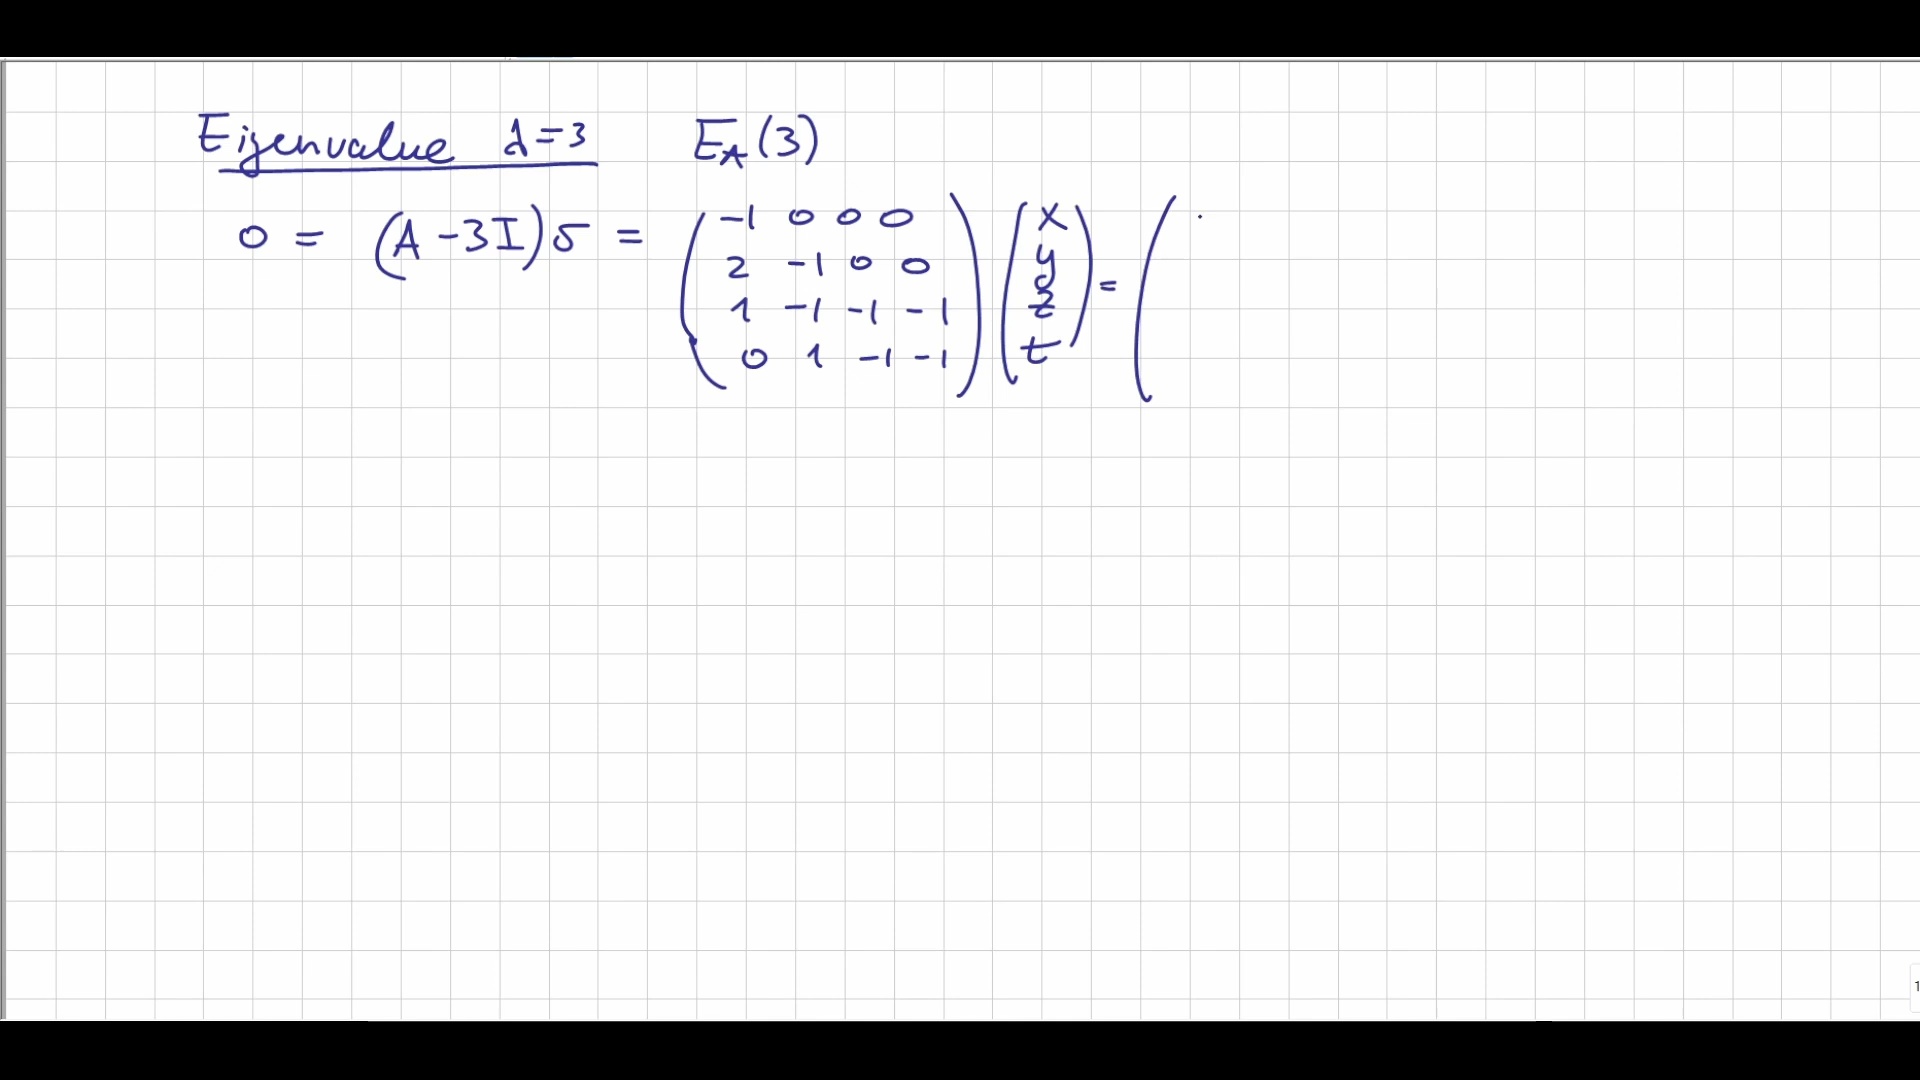 Eigenvalue λ=3 E_A(3)
0 = (A-3I)v = ( -1 0 0 0 ) ( x ) = (
2 -1 0 0 y
1 -1 -1 -1 z
0 1 -1 -1 t
1